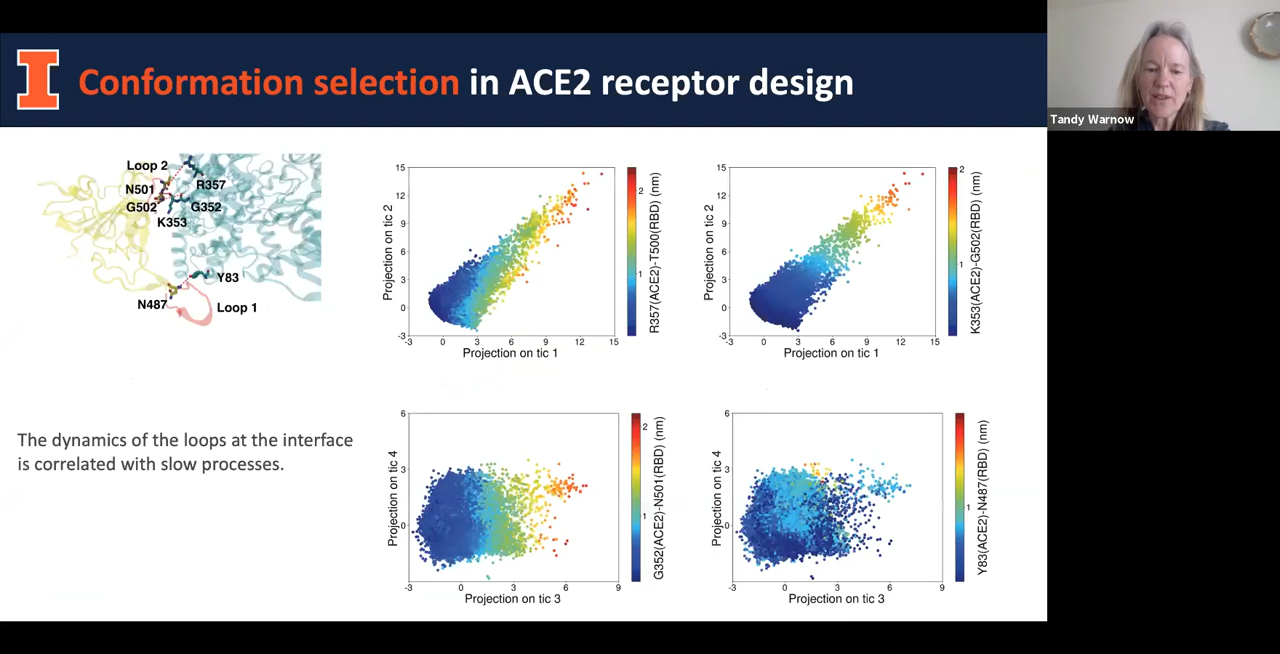 Conformation selection in ACE2 receptor design
Tandy Warnow
Loop 2
N501
R357
G502
G352
K353
Y83
N487
Loop 1
15
12
9
6
3
0
-3
Projection on tic 2
-3 0 3 6 9 12 15
Projection on tic 1
2
1
R357(ACE2)-T500(RBD) (nm)
15
12
9
6
3
0
-3
Projection on tic 2
-3 0 3 6 9 12 15
Projection on tic 1
2
1
K353(ACE2)-G502(RBD) (nm)
The dynamics of the loops at the interface
is correlated with slow processes.
6
3
0
-3
Projection on tic 4
-3 0 3 6 9
Projection on tic 3
2
1
G352(ACE2)-N501(RBD) (nm)
6
3
0
-3
Projection on tic 4
-3 0 3 6 9
Projection on tic 3
1
Y83(ACE2)-N487(RBD) (nm)